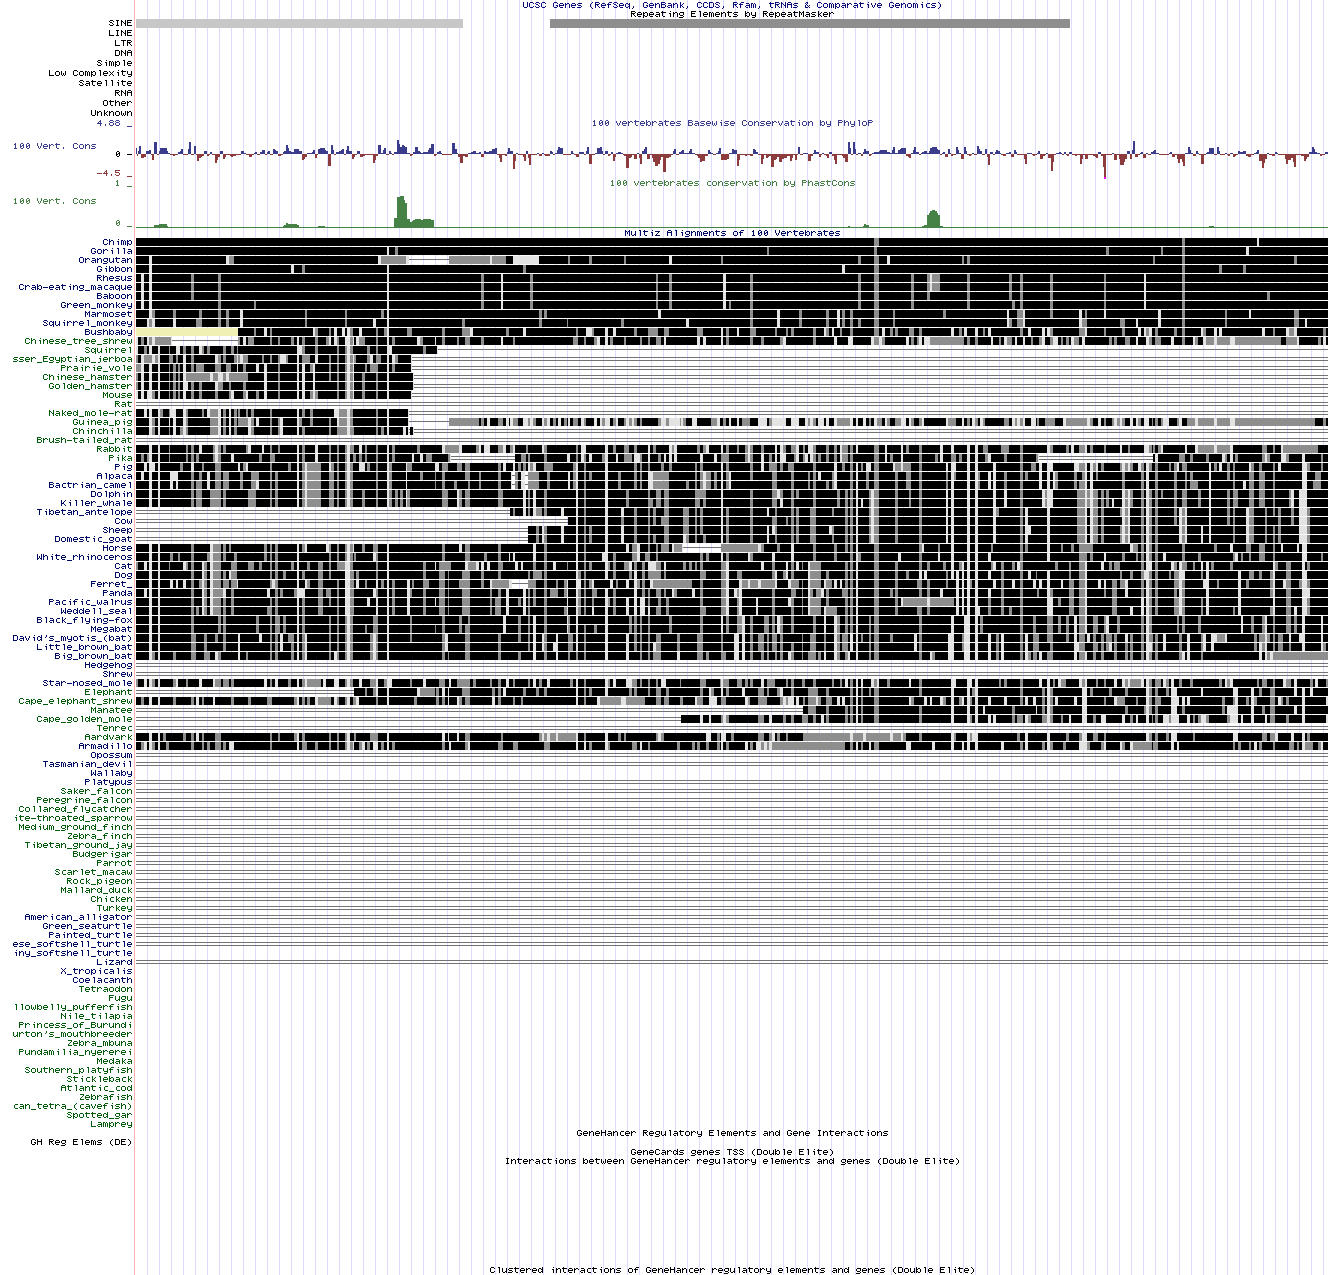 UCSC Genes (RefSeq, GenBank, CCDS, Rfam, tRNAs & Comparative Genomics)
Repeating Elements by RepeatMasker
SINE
LINE
LTR
DNA
Simple
Low Complexity
Satellite
RNA
Other
Unknown
4.88 _
100 vertebrates Basewise Conservation by PhyloP
100 Vert. Cons
0 _
-4.5 _
1 _
100 vertebrates conservation by PhastCons
100 Vert. Cons
0 _
Multiz Alignments of 100 Vertebrates
Chimp
Gorilla
Orangutan
Gibbon
Rhesus
Crab-eating_macaque
Baboon
Green_monkey
Marmoset
Squirrel_monkey
Bushbaby
Chinese_tree_shrew
Squirrel
sser_Egyptian_jerboa
Prairie_vole
Chinese_hamster
Golden_hamster
Mouse
Rat
Naked_mole-rat
Guinea_pig
Chinchilla
Brush-tailed_rat
Rabbit
Pika
Pig
Alpaca
Bactrian_camel
Dolphin
Killer_whale
Tibetan_antelope
Cow
Sheep
Domestic_goat
Horse
White_rhinoceros
Cat
Dog
Ferret_
Panda
Pacific_walrus
Weddell_seal
Black_flying-fox
Megabat
David's_myotis_(bat)
Little_brown_bat
Big_brown_bat
Hedgehog
Shrew
Star-nosed_mole
Elephant
Cape_elephant_shrew
Manatee
Cape_golden_mole
Tenrec
Aardvark
Armadillo
Opossum
Tasmanian_devil
Wallaby
Platypus
Saker_falcon
Peregrine_falcon
Collared_flycatcher
ite-throated_sparrow
Medium_ground_finch
Zebra_finch
Tibetan_ground_jay
Budgerigar
Parrot
Scarlet_macaw
Rock_pigeon
Mallard_duck
Chicken
Turkey
American_alligator
Green_seaturtle
Painted_turtle
ese_softshell_turtle
iny_softshell_turtle
Lizard
X_tropicalis
Coelacanth
Tetraodon
Fugu
llowbelly_pufferfish
Nile_tilapia
Princess_of_Burundi
urton's_mouthbreeder
Zebra_mbuna
Pundamilia_nyererei
Medaka
Southern_platyfish
Stickleback
Atlantic_cod
Zebrafish
can_tetra_(cavefish)
Spotted_gar
Lamprey
GeneHancer Regulatory Elements and Gene Interactions
GH Reg Elems (DE)
GeneCards genes TSS (Double Elite)
Interactions between GeneHancer regulatory elements and genes (Double Elite)
Clustered interactions of GeneHancer regulatory elements and genes (Double Elite)